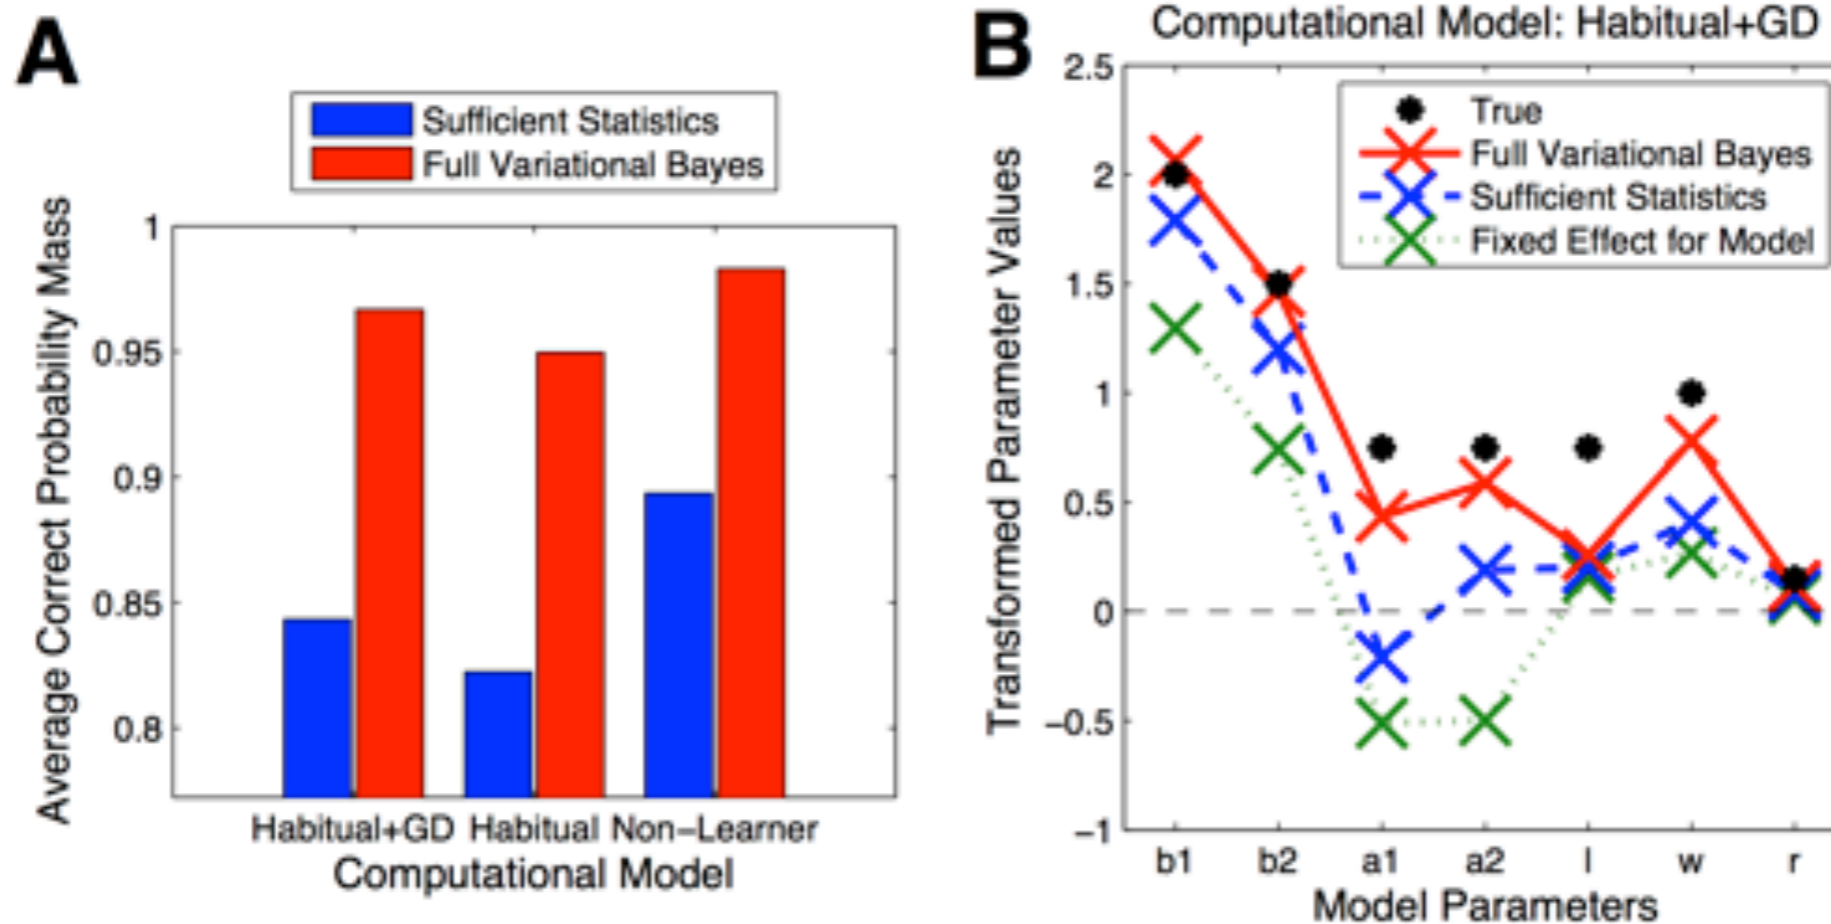 A
Sufficient Statistics
Full Variational Bayes
Average Correct Probability Mass
1
0.95
0.9
0.85
0.8
Habitual+GD Habitual Non−Learner
Computational Model
B
Computational Model: Habitual+GD
True
Full Variational Bayes
Sufficient Statistics
Fixed Effect for Model
Transformed Parameter Values
2.5
2
1.5
1
0.5
0
−0.5
−1
b1 b2 a1 a2 l w r
Model Parameters